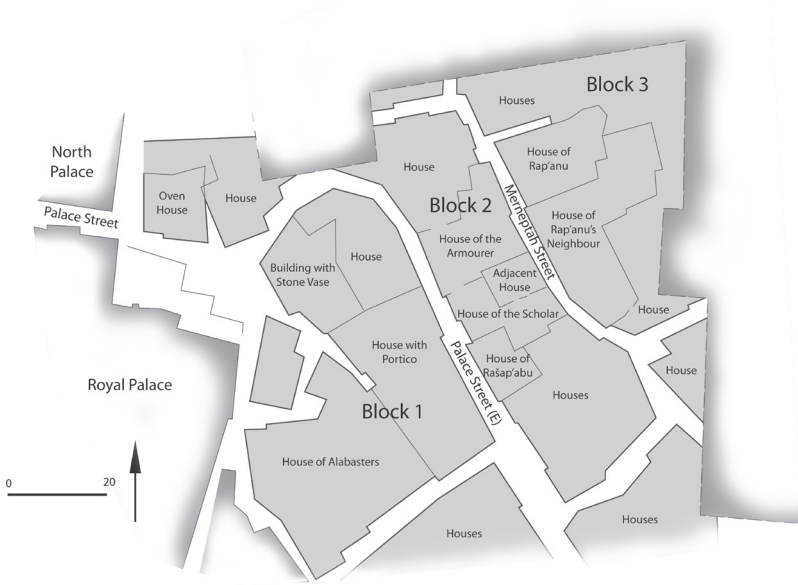 Block 3
Houses
North
Palace
House of
Rap'anu
House
Oven
House
House
Block 2
Merneptah Street
Palace Street
House of
Rap'anu's
Neighbour
House of the
Armourer
House
Building with
Stone Vase
Adjacent
House
House of the Scholar
House
House with
Portico
Palace Street (E)
House of
Rašap'abu
House
Royal Palace
Houses
Block 1
House of Alabasters
0 20
Houses
Houses